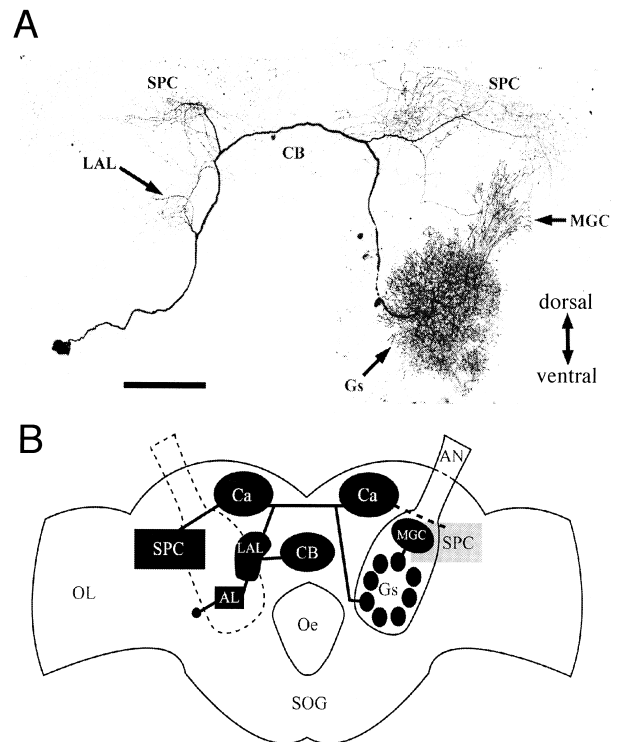 A
SPC
SPC
LAL
CB
MGC
dorsal
ventral
Gs
B
AN
Ca
Ca
MGC
SPC
LAL
CB
SPC
AL
Gs
OL
Oe
SOG